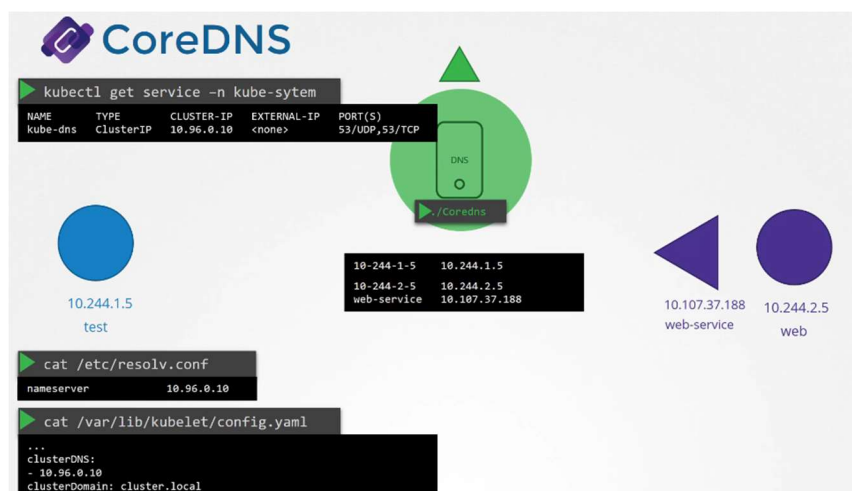 CoreDNS
kubectl get service –n kube-sytem
NAME TYPE CLUSTER-IP EXTERNAL-IP PORT(S)
kube-dns ClusterIP 10.96.0.10 <none> 53/UDP,53/TCP
DNS
./Coredns
10-244-1-5 10.244.1.5
10-244-2-5 10.244.2.5
web-service 10.107.37.188
10.244.1.5
test
10.107.37.188
web-service
10.244.2.5
web
cat /etc/resolv.conf
nameserver 10.96.0.10
cat /var/lib/kubelet/config.yaml
...
clusterDNS:
- 10.96.0.10
clusterDomain: cluster.local